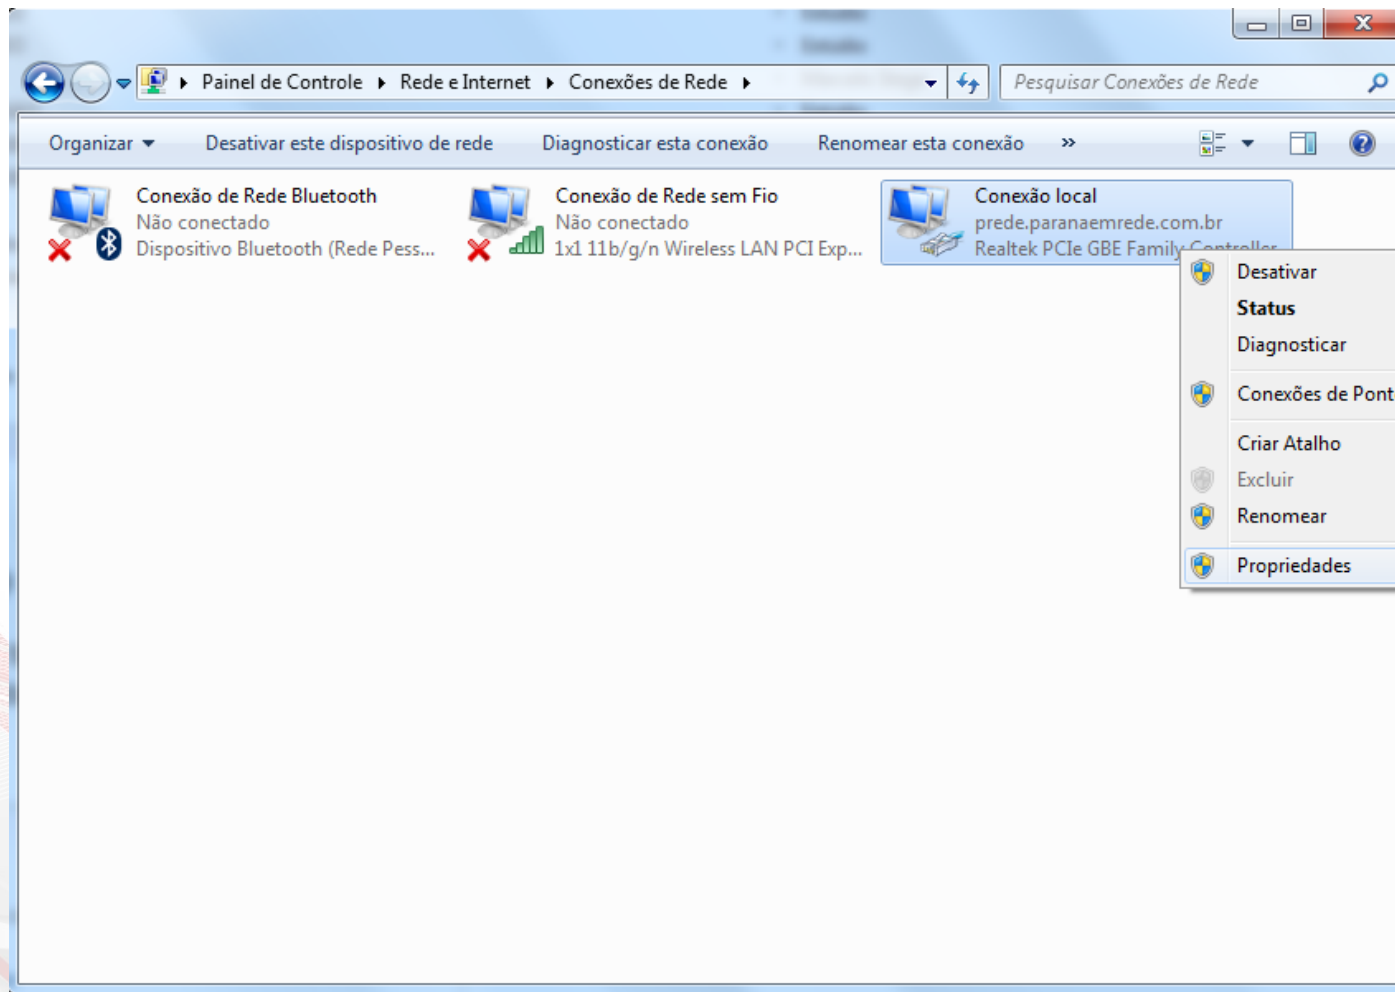 Painel de Controle Rede e Internet Conexões de Rede
Pesquisar Conexões de Rede
Organizar Desativar este dispositivo de rede Diagnosticar esta conexão Renomear esta conexão »
Conexão de Rede Bluetooth
Não conectado
Dispositivo Bluetooth (Rede Pess...
Conexão de Rede sem Fio
Não conectado
1x1 11b/g/n Wireless LAN PCI Exp...
Conexão local
prede.paranaemrede.com.br
Realtek PCIe GBE Family Controller
Desativar
Status
Diagnosticar
Conexões de Pont
Criar Atalho
Excluir
Renomear
Propriedades